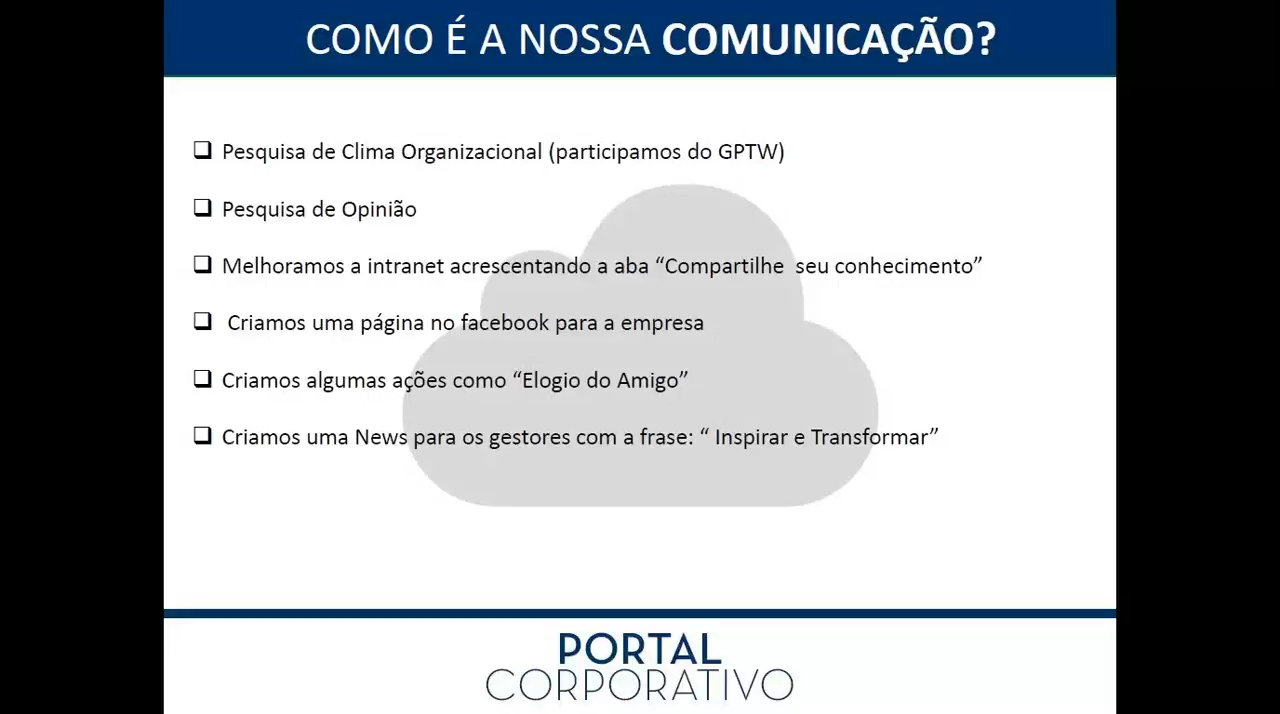 COMO É A NOSSA COMUNICAÇÃO?
Pesquisa de Clima Organizacional (participamos do GPTW)
Pesquisa de Opinião
Melhoramos a intranet acrescentando a aba “Compartilhe  seu conhecimento”
Criamos uma página no facebook para a empresa
Criamos algumas ações como “Elogio do Amigo”
Criamos uma News para os gestores com a frase: “ Inspirar e Transformar”
PORTAL
CORPORATIVO